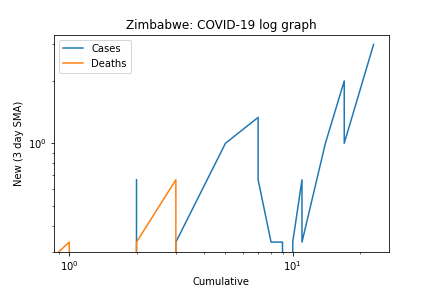 Zimbabwe: COVID-19 log graph
Cases
Deaths
New (3 day SMA)
10⁰
10⁰
10¹
Cumulative